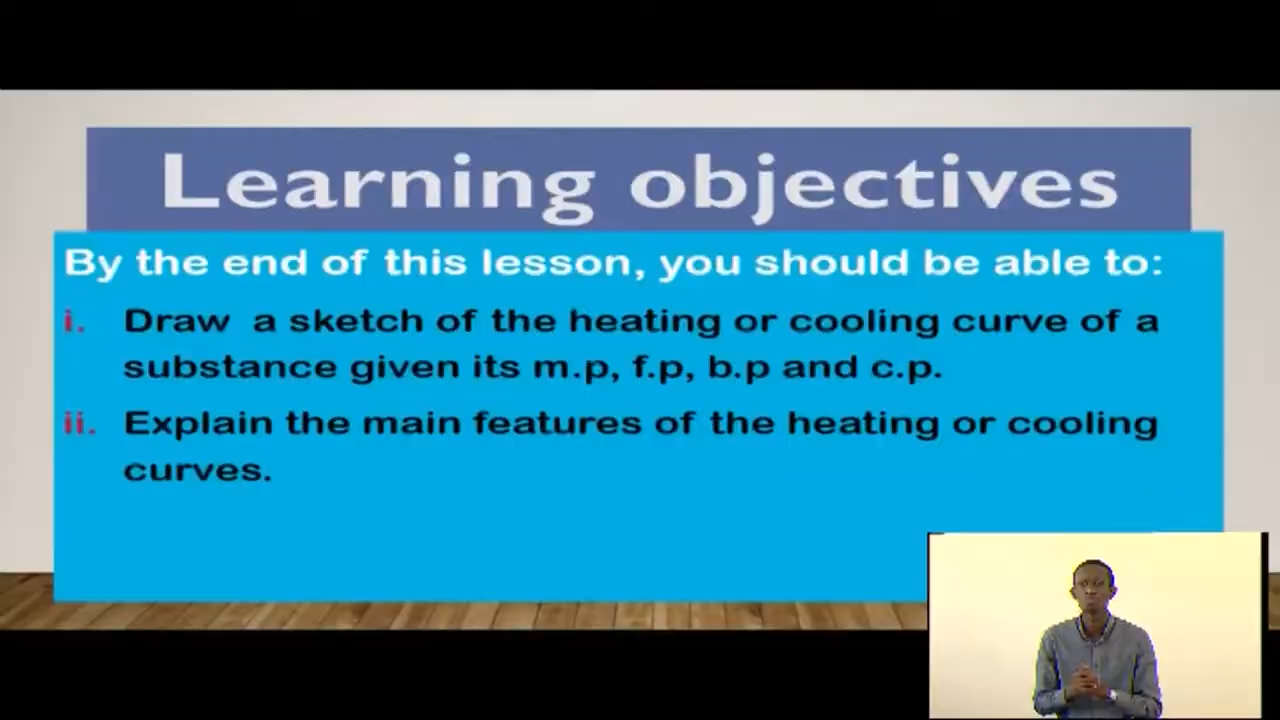 Learning objectives
By the end of this lesson, you should be able to:
i. Draw a sketch of the heating or cooling curve of a
substance given its m.p, f.p, b.p and c.p.
ii. Explain the main features of the heating or cooling
curves.